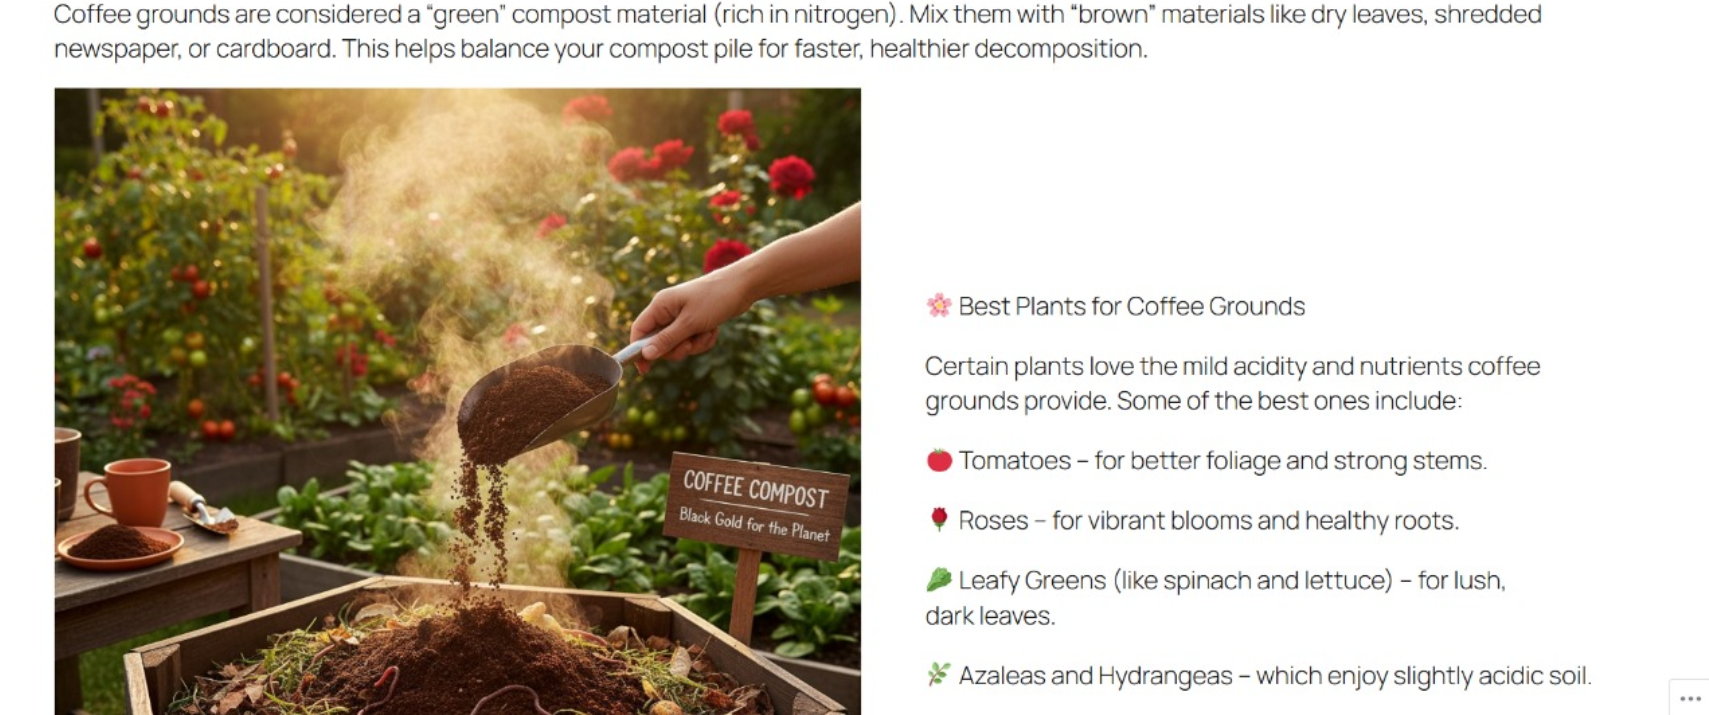 Coffee grounds are considered a “green” compost material (rich in nitrogen). Mix them with “brown” materials like dry leaves, shredded
newspaper, or cardboard. This helps balance your compost pile for faster, healthier decomposition.
COFFEE COMPOST
Black Gold for the Planet
🌸 Best Plants for Coffee Grounds
Certain plants love the mild acidity and nutrients coffee
grounds provide. Some of the best ones include:
🍅 Tomatoes – for better foliage and strong stems.
🌹 Roses – for vibrant blooms and healthy roots.
🥬 Leafy Greens (like spinach and lettuce) – for lush,
dark leaves.
🌿 Azaleas and Hydrangeas – which enjoy slightly acidic soil.